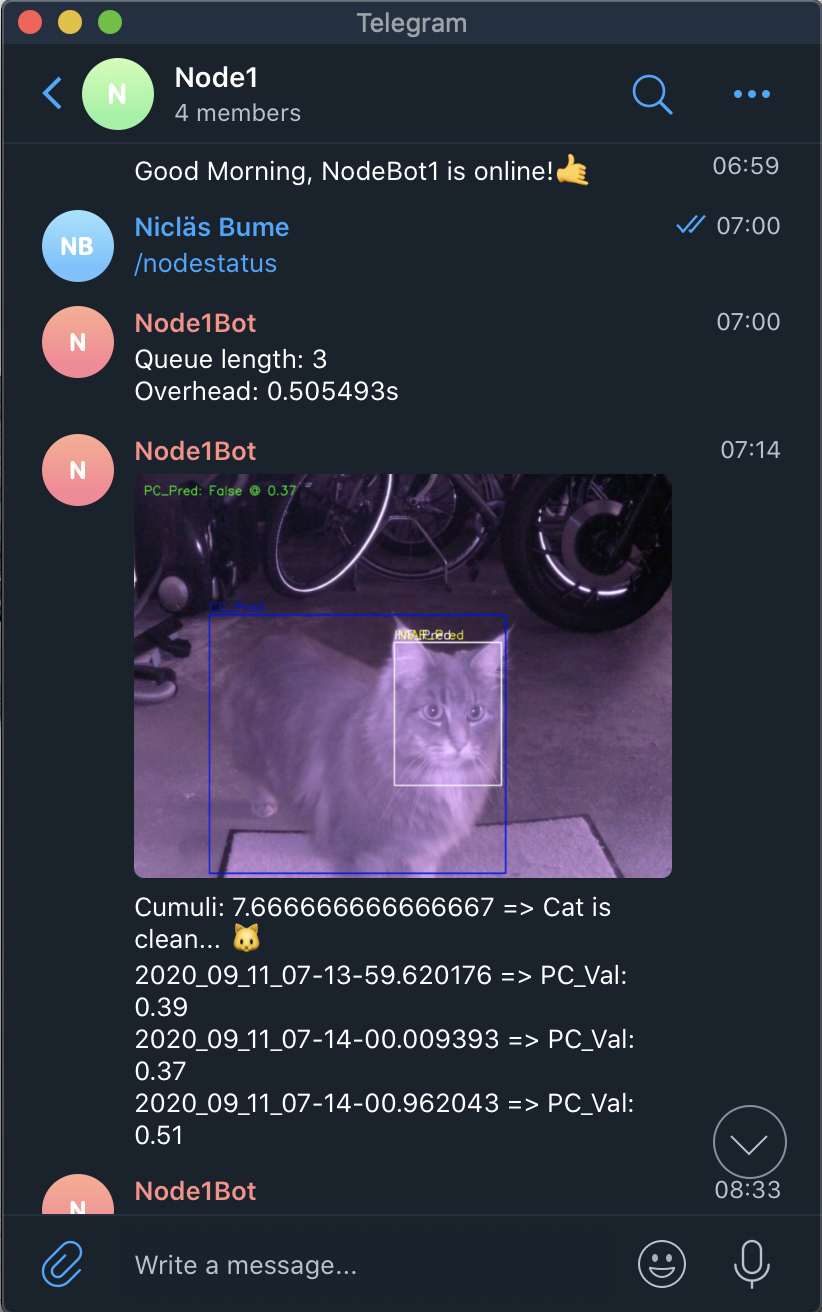 Telegram
N
Node1
4 members
Good Morning, NodeBot1 is online!🤙
06:59
NB
Nicläs Bume
07:00
/nodestatus
N
Node1Bot
07:00
Queue length: 3
Overhead: 0.505493s
N
Node1Bot
07:14
PC_Pred: False @ 0.37
CC_Pred
Cumuli: 7.666666666666667 => Cat is
clean... 🐱
2020_09_11_07-13-59.620176 => PC_Val:
0.39
2020_09_11_07-14-00.009393 => PC_Val:
0.37
2020_09_11_07-14-00.962043 => PC_Val:
0.51
N
Node1Bot
08:33
Write a message...